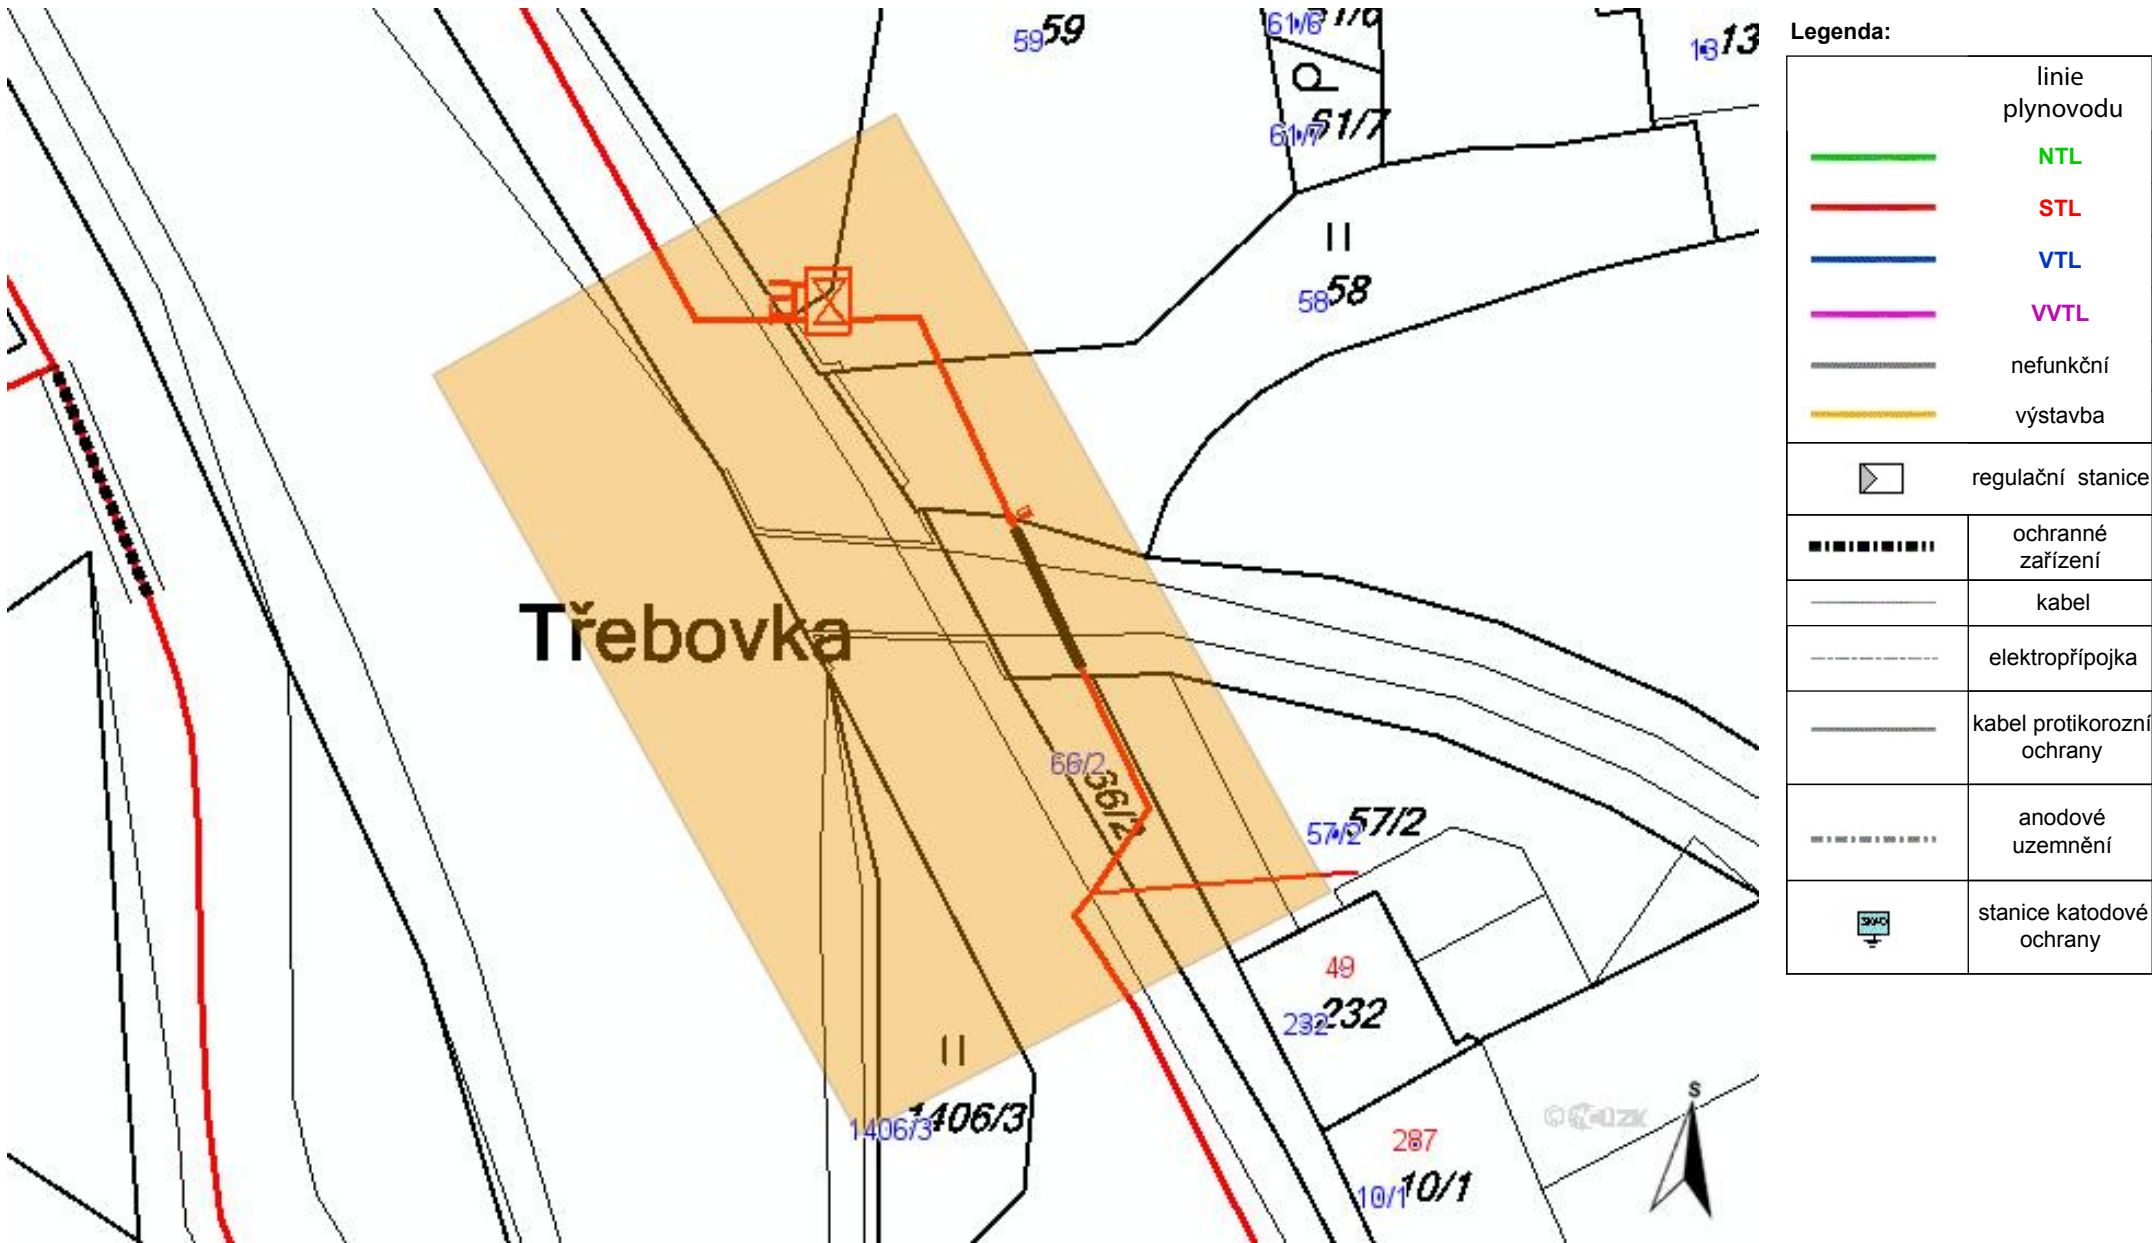 59 59
61/6 61/6
13 13
61/7 61/7
58 58
Třebovka
66/2 66/2
57/2 57/2
49
232 232
1406/3 1406/3
287
10/1 10/1
S
Legenda:
linie
plynovodu
NTL
STL
VTL
VVTL
nefunkční
výstavba
regulační stanice
ochranné
zařízení
kabel
elektropřípojka
kabel protikorozní
ochrany
anodové
uzemnění
stanice katodové
ochrany